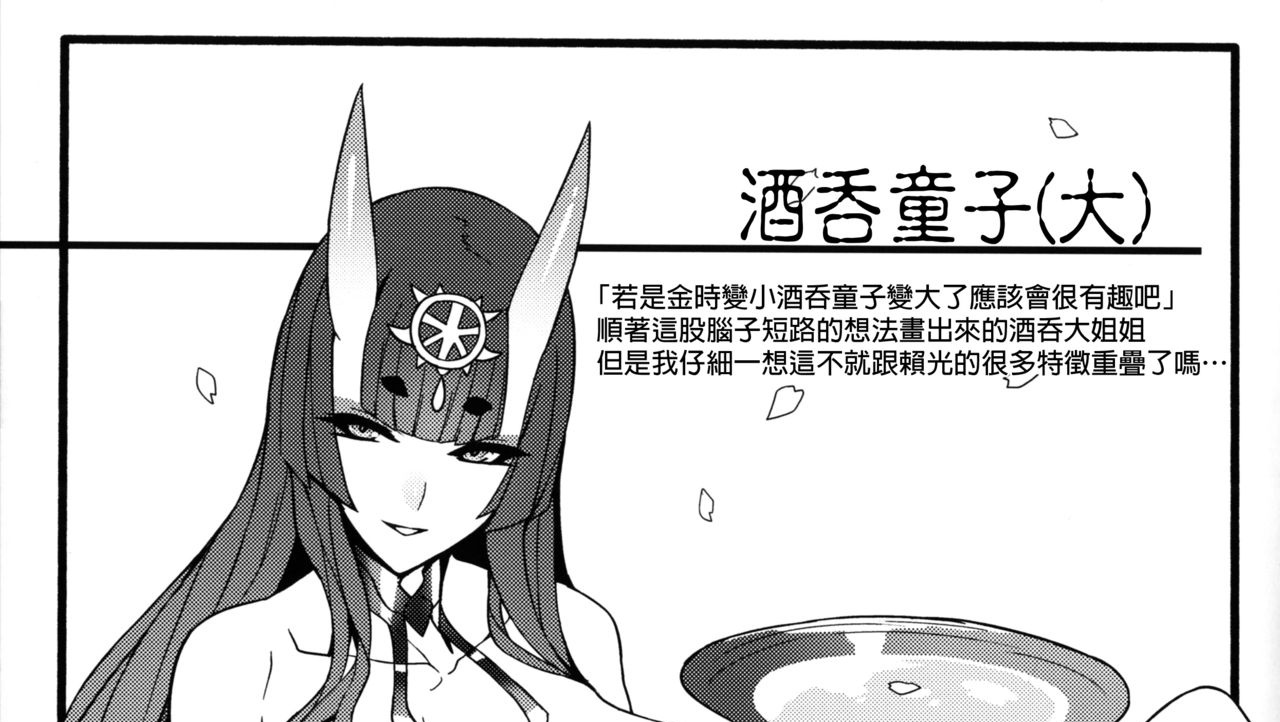 酒呑童子(大)
「若是金時變小酒呑童子變大了應該會很有趣吧」
順著這股腦子短路的想法畫出來的酒吞大姐姐
但是我仔細一想這不就跟賴光的很多特徵重疊了嗎…